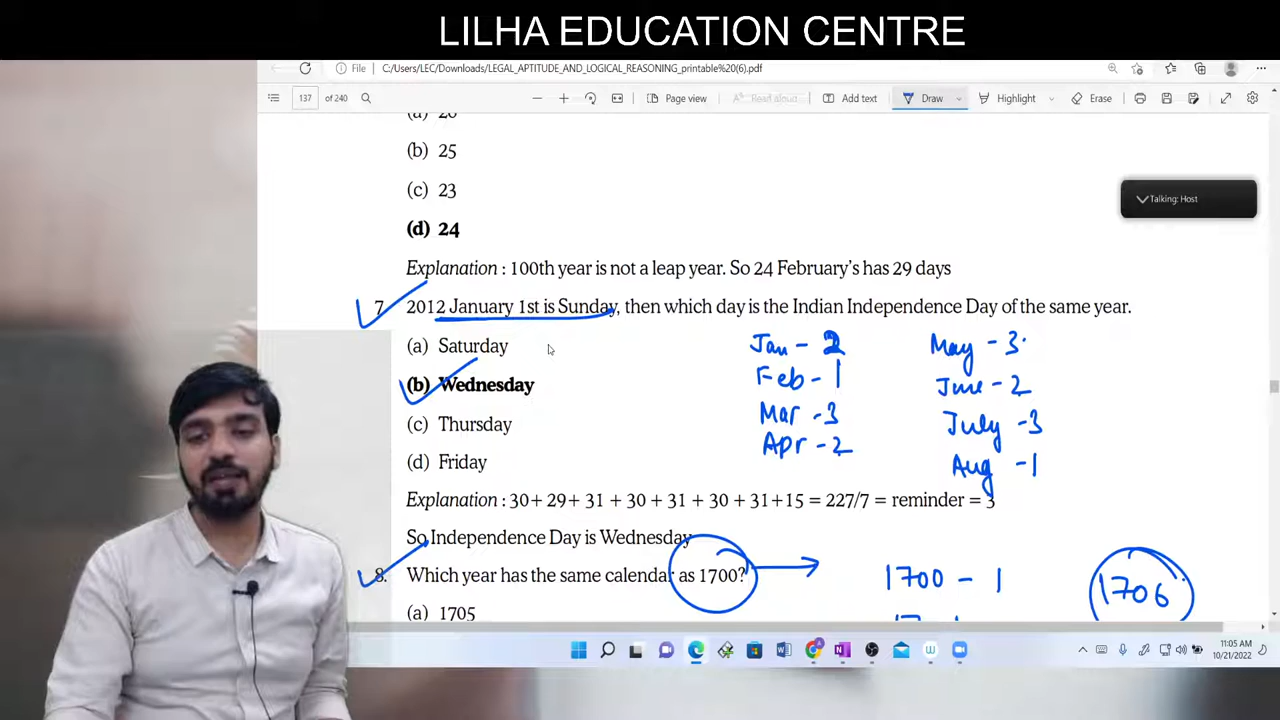 LILHA EDUCATION CENTRE
File C:/Users/LEC/Downloads/LEGAL_APTITUDE_AND_LOGICAL_REASONING_printable%20(6).pdf
137 of 240 Page view Read aloud Add text Draw Highlight Erase
(b) 25
Talking: Host
(c) 23
(d) 24
Explanation : 100th year is not a leap year. So 24 February's has 29 days
7 2012 January 1st is Sunday, then which day is the Indian Independence Day of the same year.
(a) Saturday
Jan - 2 May - 3
(b) Wednesday
Feb - 1 June - 2
(c) Thursday
Mar - 3 July - 3
(d) Friday
Apr - 2 Aug - 1
Explanation : 30+ 29+ 31 + 30 + 31 + 30 + 31+15 = 227/7 = reminder = 3
So Independence Day is Wednesday
8. Which year has the same calendar as 1700? 1700 - 1 1706
(a) 1705
11:05 AM
10/21/2022